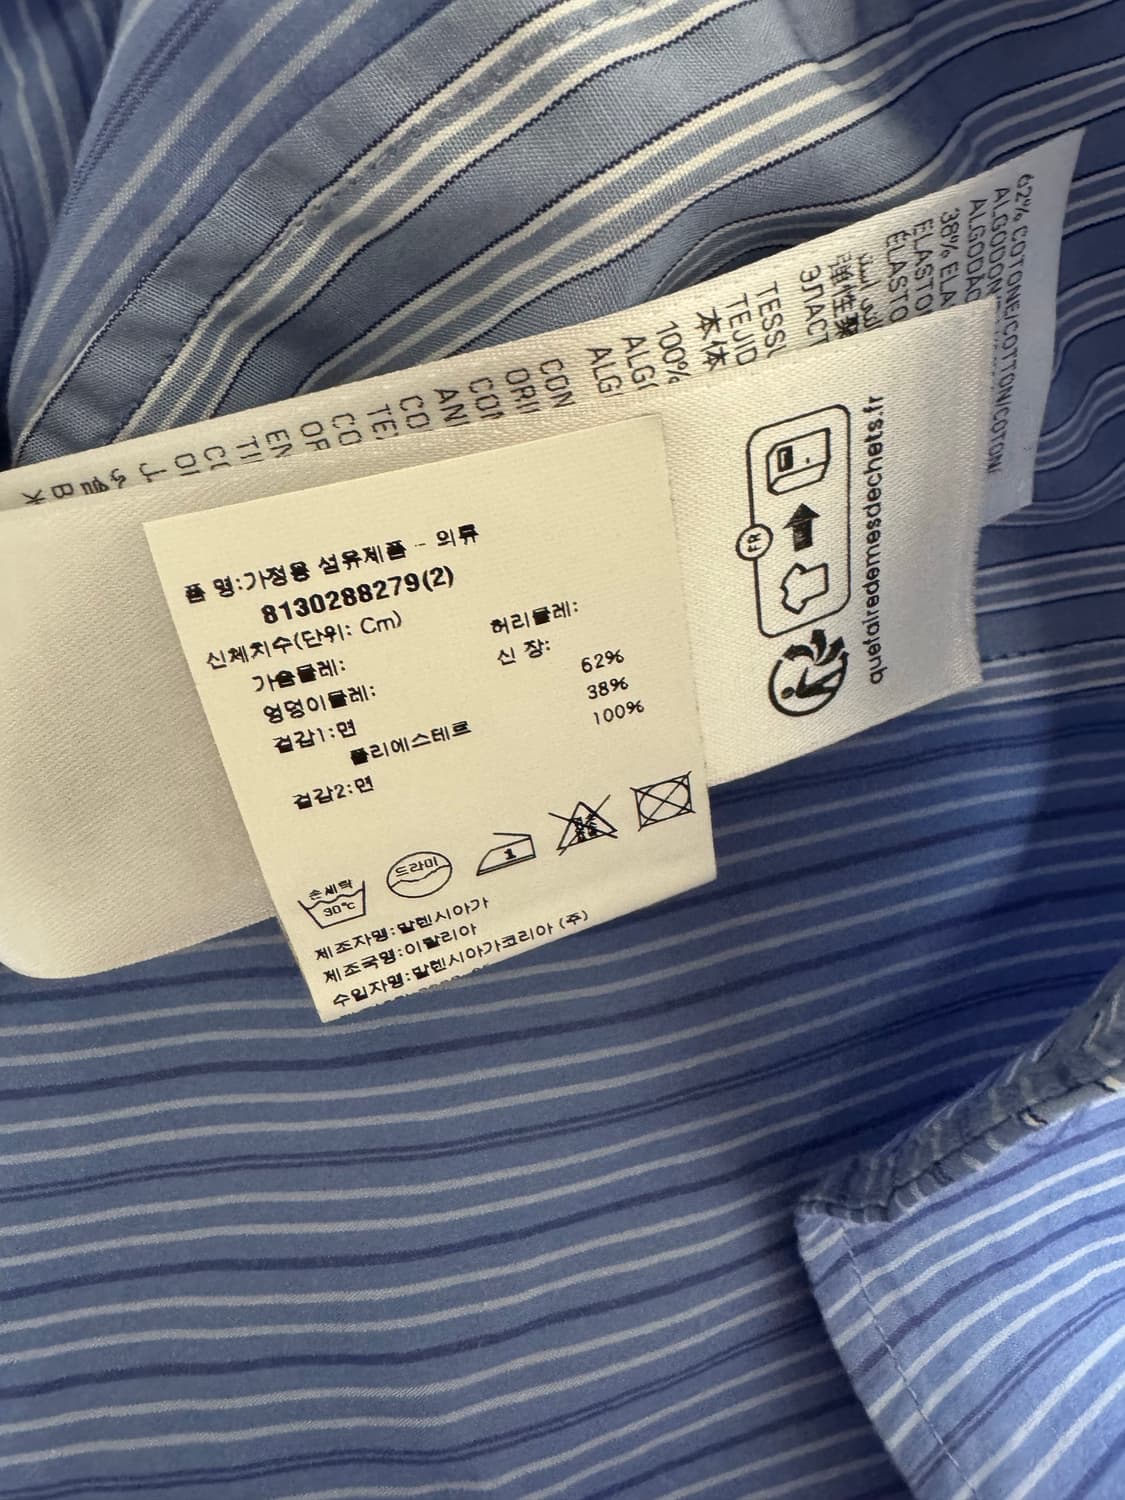 품 명:가정용 섬유제품 - 의류
8130288279(2)
신체치수(단위: Cm)
가슴둘레: 허리둘레:
엉덩이둘레: 신 장:
겉감1:면 62%
폴리에스테르 38%
겉감2:면 100%
손세탁
30℃
드라이
1
제조자명:발렌시아가
제조국명:이탈리아
수입자명:발렌시아가코리아 (주)
FR
quefairedemesdechets.fr
62% COTONE/COTTON/COTON/
ALGODON/
ALGODAO
38% ELA
ELASTO
ÉLASTO
ЭЛАСТ
TESSU
TEJID
本体
100%
ALG
ALG
CON
ORI
CO
AN
CO
TE
CO
OR
EN